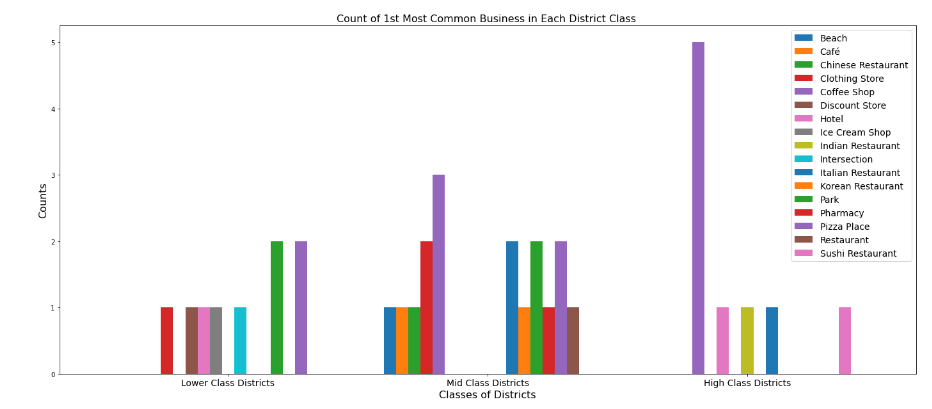 Count of 1st Most Common Business in Each District Class
Counts
5
4
3
2
1
0
Beach
Café
Chinese Restaurant
Clothing Store
Coffee Shop
Discount Store
Hotel
Ice Cream Shop
Indian Restaurant
Intersection
Italian Restaurant
Korean Restaurant
Park
Pharmacy
Pizza Place
Restaurant
Sushi Restaurant
Lower Class Districts
Mid Class Districts
High Class Districts
Classes of Districts